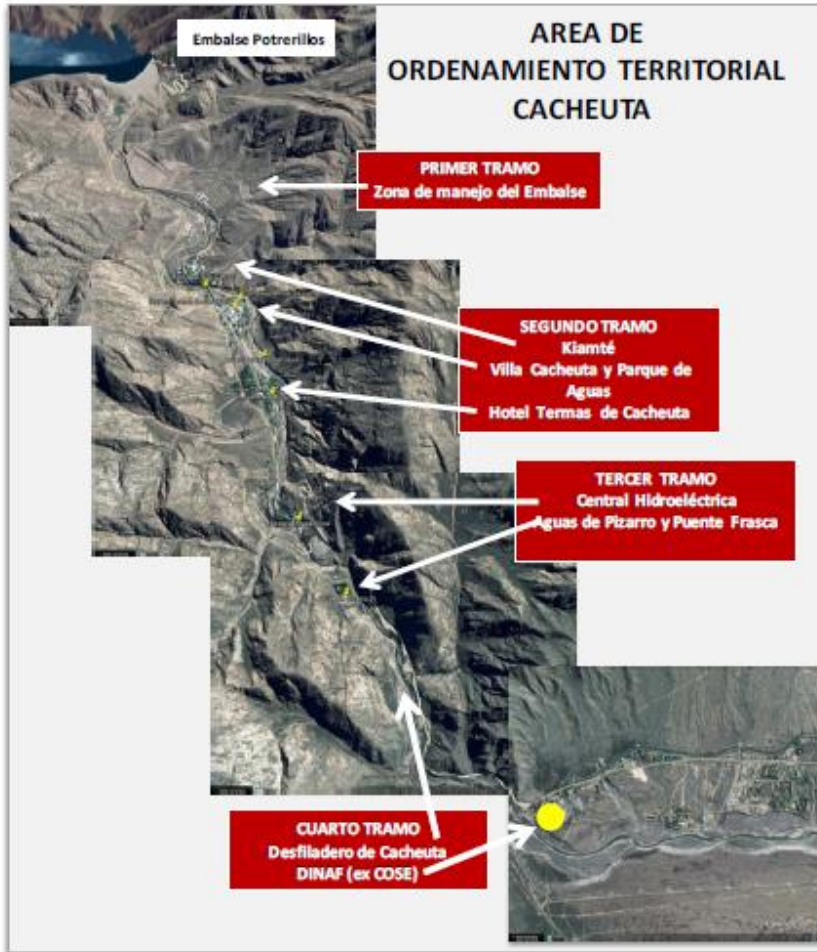 Embalse Potrerillos
AREA DE
ORDENAMIENTO TERRITORIAL
CACHEUTA
PRIMER TRAMO
Zona de manejo del Embalse
SEGUNDO TRAMO
Kiamté
Villa Cacheuta y Parque de
Aguas
Hotel Termas de Cacheuta
TERCER TRAMO
Central Hidroeléctrica
Aguas de Pizarro y Puente Frasca
CUARTO TRAMO
Desfiladero de Cacheuta
DINAF (ex COSE)